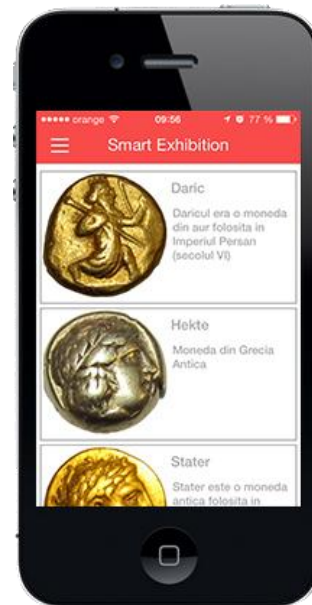 orange 09:56 77 %
Smart Exhibition
Daric
Daricul era o moneda
din aur folosita in
Imperiul Persan
(secolul VI)
Hekte
Moneda din Grecia
Antica
Stater
Stater este o moneda
antica folosita in